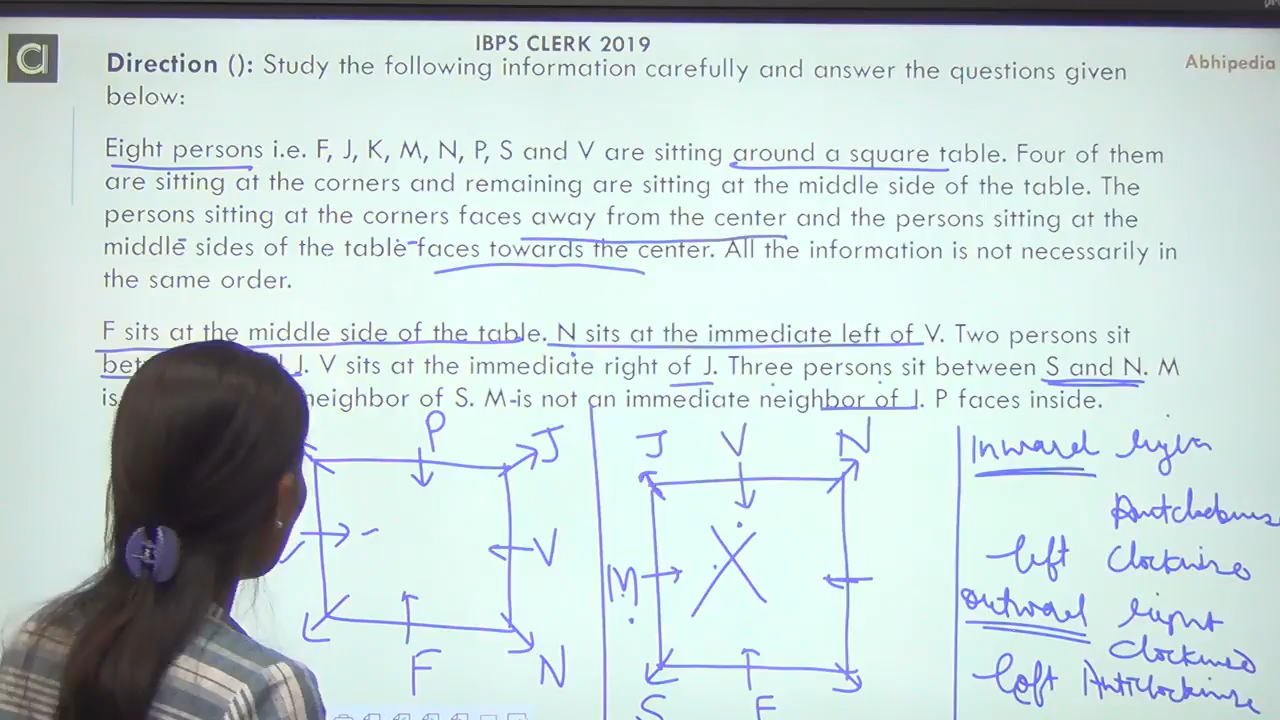 IBPS CLERK 2019
Abhipedia
Direction (): Study the following information carefully and answer the questions given
below:
Eight persons i.e. F, J, K, M, N, P, S and V are sitting around a square table. Four of them
are sitting at the corners and remaining are sitting at the middle side of the table. The
persons sitting at the corners faces away from the center and the persons sitting at the
middle sides of the table faces towards the center. All the information is not necessarily in
the same order.
F sits at the middle side of the table. N sits at the immediate left of V. Two persons sit
J. V sits at the immediate right of J. Three persons sit between S and N. M
neighbor of S. M is not an immediate neighbor of J. P faces inside.
P J
V
F N
J V N
M
S F
Inward right
Anticlockwise
left clockwise
outward right
clockwise
left Anticlockwise